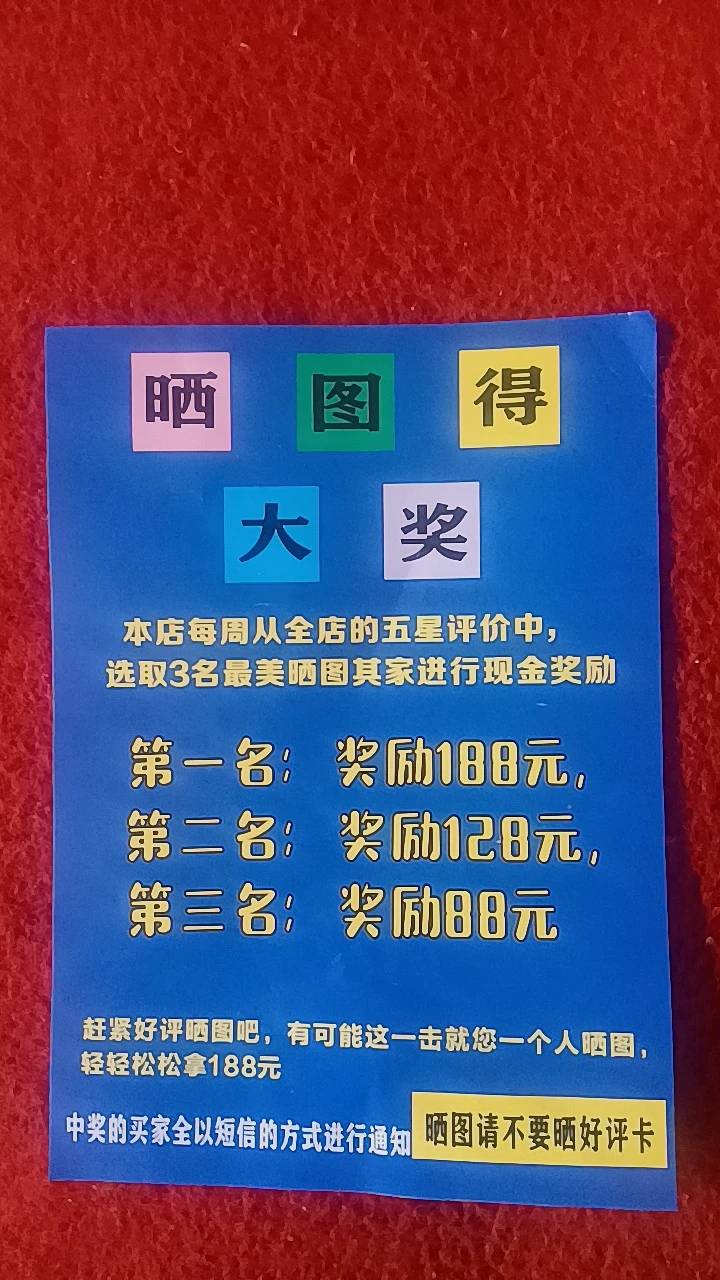 晒图得
大奖
本店每周从全店的五星评价中，
选取3名最美晒图其家进行现金奖励
第一名；奖励188元，
第二名；奖励128元，
第三名；奖励88元
赶紧好评晒图吧，有可能这一击就您一个人晒图，
轻轻松松拿188元
中奖的买家全以短信的方式进行通知
晒图请不要晒好评卡